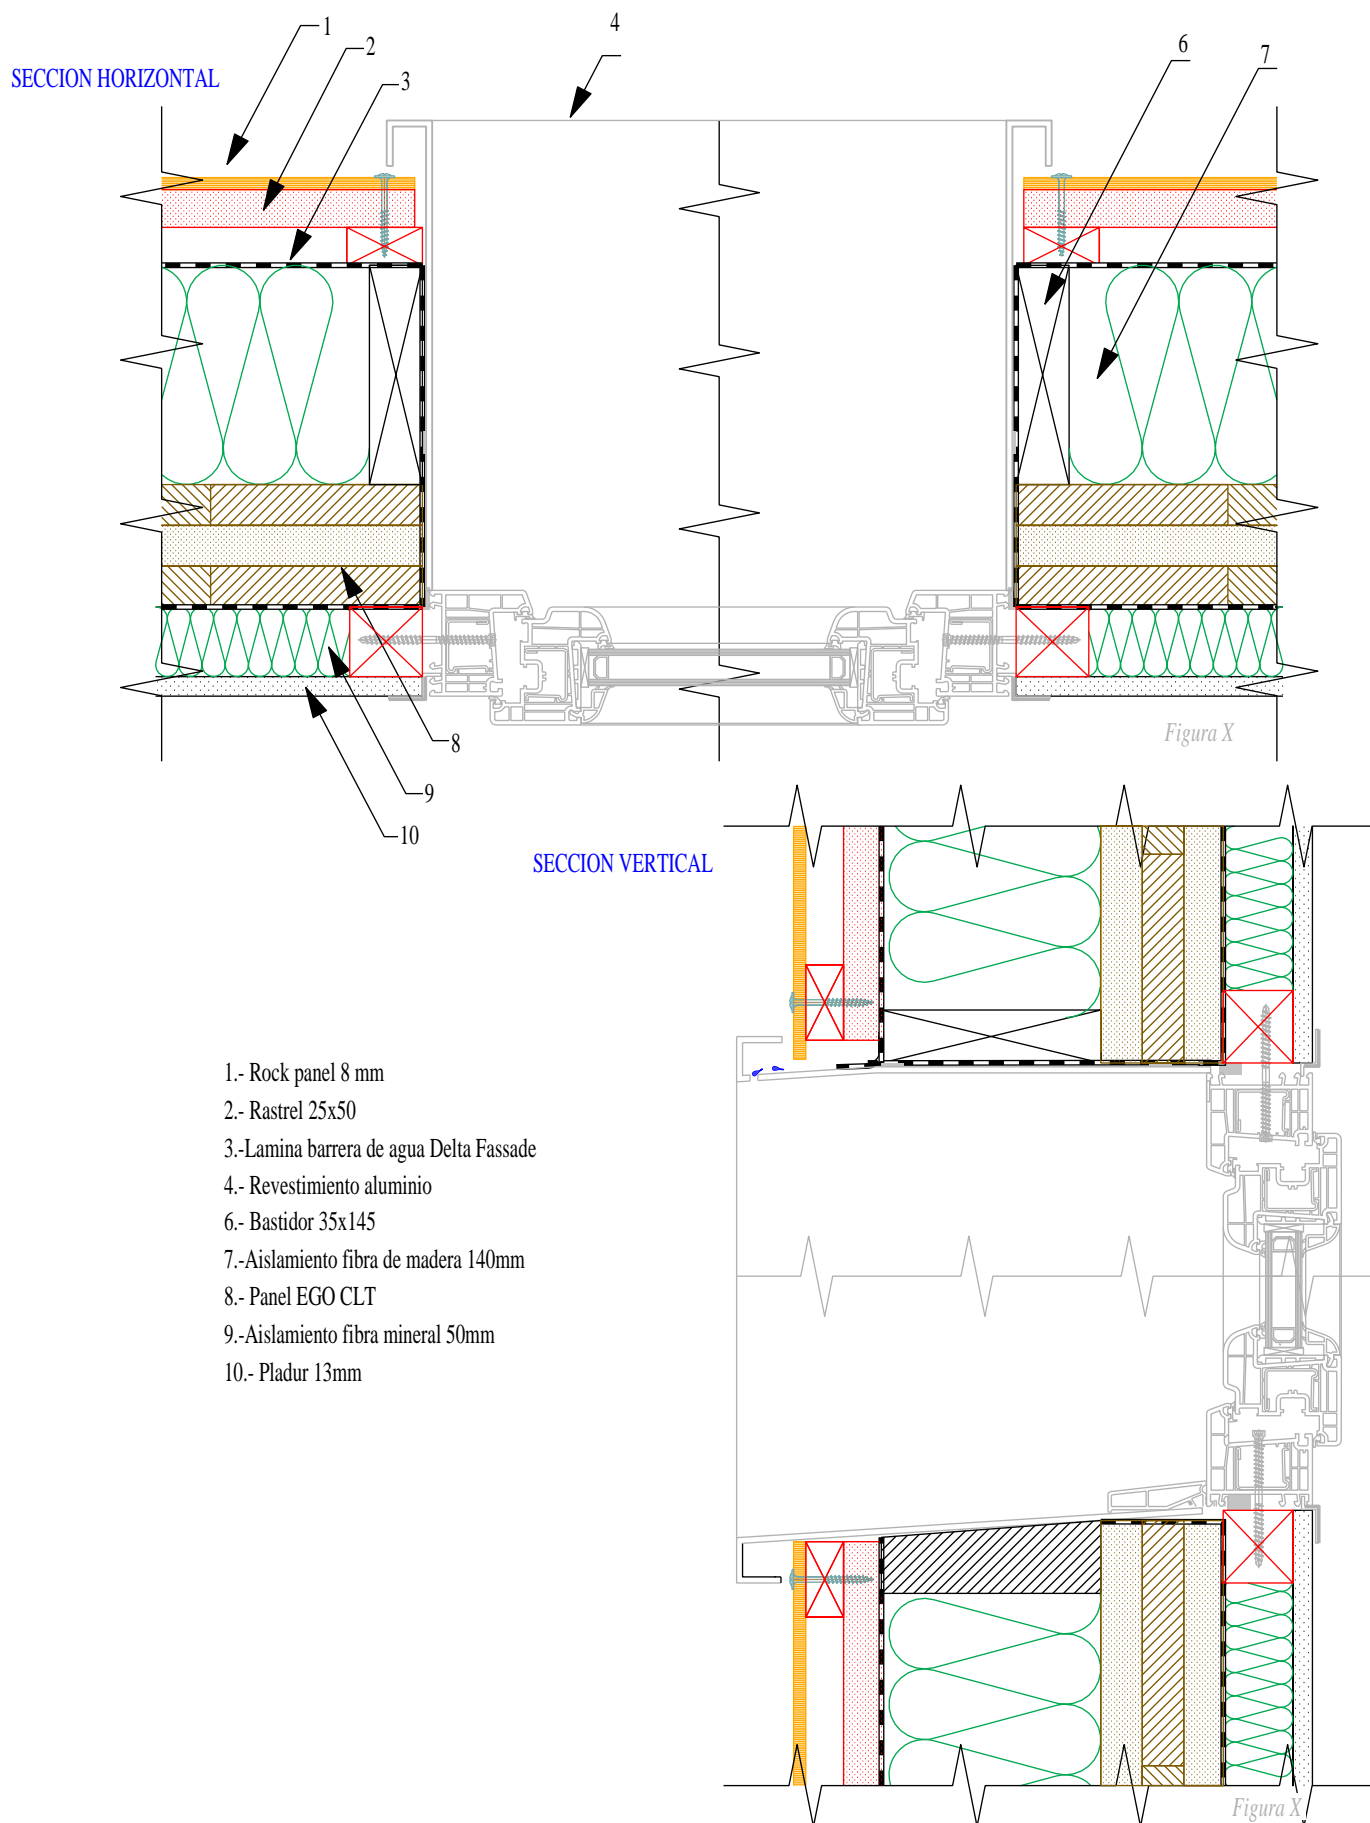 1
2
3
4
6
7
SECCION HORIZONTAL
8
9
10
Figura X
SECCION VERTICAL
1.- Rock panel 8 mm
2.- Rastrel 25x50
3.-Lamina barrera de agua Delta Fassade
4.- Revestimiento aluminio
6.- Bastidor 35x145
7.-Aislamiento fibra de madera 140mm
8.- Panel EGO CLT
9.-Aislamiento fibra mineral 50mm
10.- Pladur 13mm
Figura X